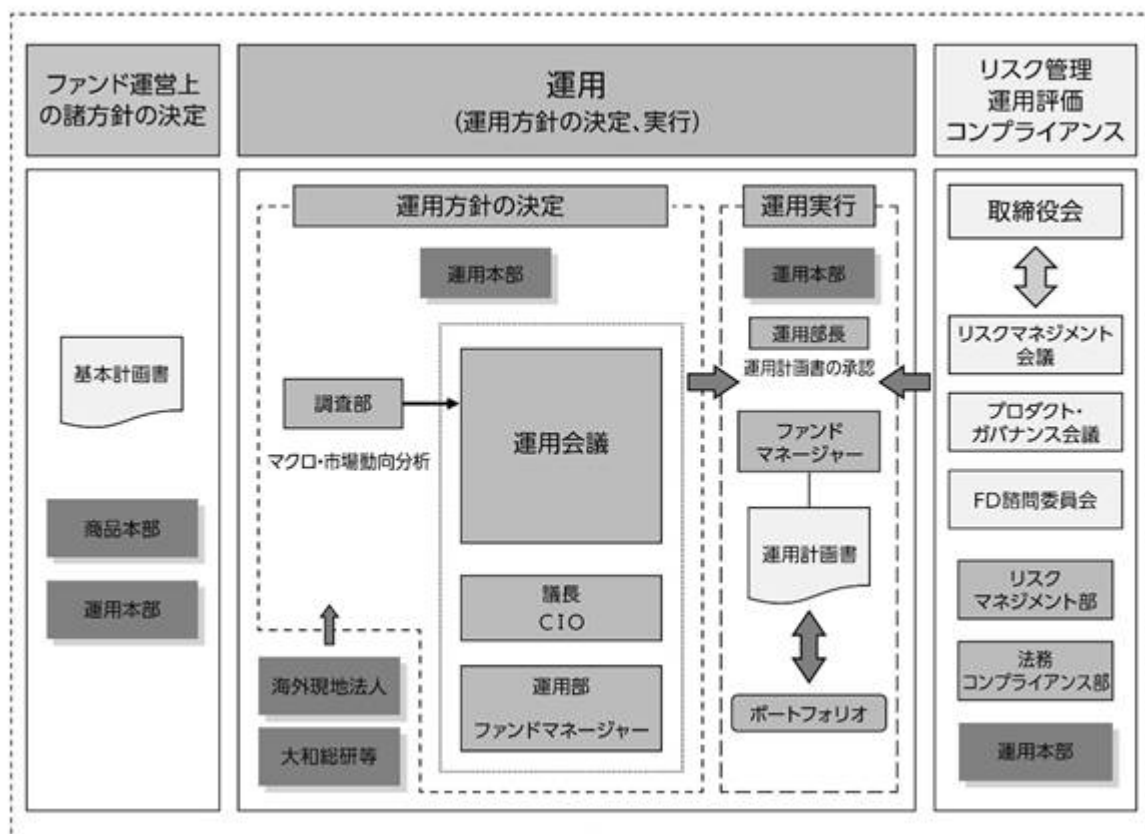 ファンド運営上
の諸方針の決定
基本計画書
商品本部
運用本部
運用
(運用方針の決定、実行)
運用方針の決定
運用本部
調査部
マクロ・市場動向分析
運用会議
議長
CIO
運用部
ファンドマネージャー
海外現地法人
大和総研等
運用実行
運用本部
運用部長
運用計画書の承認
ファンド
マネージャー
運用計画書
ポートフォリオ
リスク管理
運用評価
コンプライアンス
取締役会
リスクマネジメント
会議
プロダクト・
ガバナンス会議
FD諮問委員会
リスク
マネジメント部
法務
コンプライアンス部
運用本部